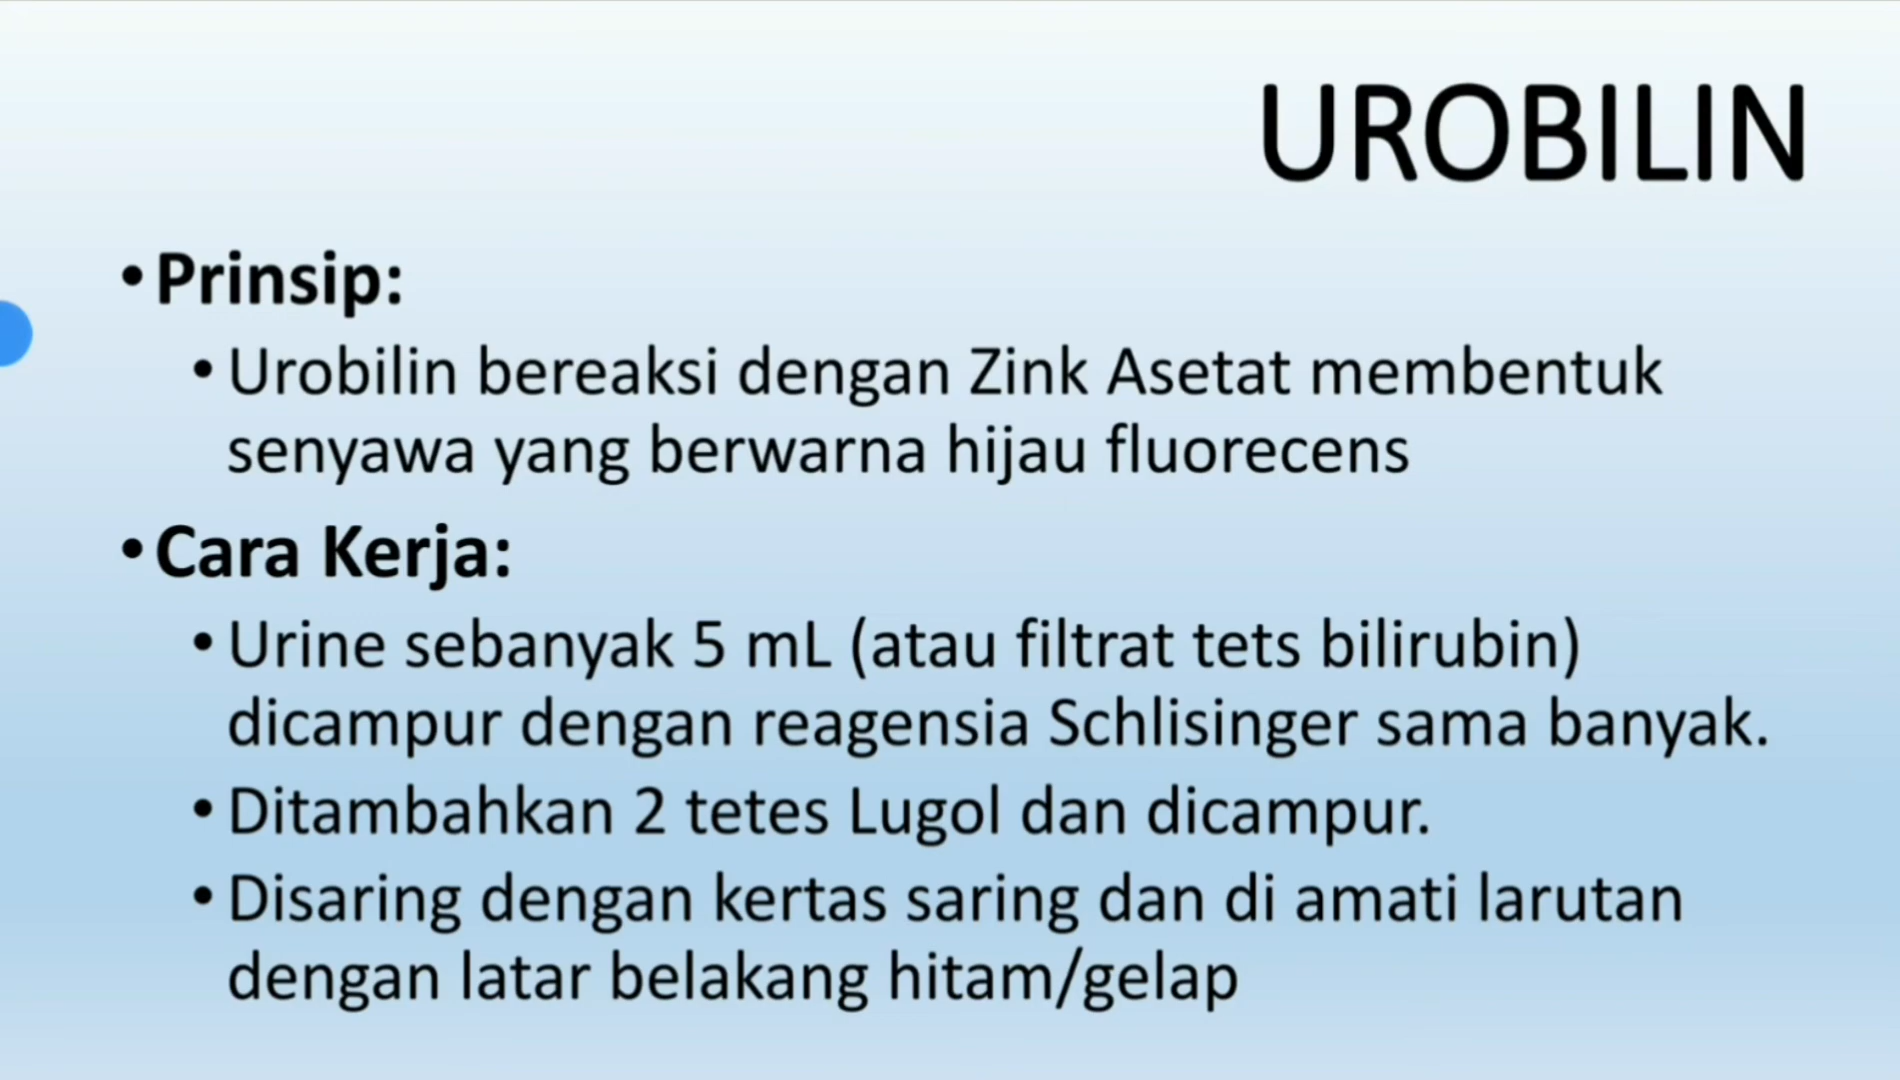 UROBILIN
• Prinsip:
• Urobilin bereaksi dengan Zink Asetat membentuk
senyawa yang berwarna hijau fluorecens
• Cara Kerja:
• Urine sebanyak 5 mL (atau filtrat tets bilirubin)
dicampur dengan reagensia Schlisinger sama banyak.
• Ditambahkan 2 tetes Lugol dan dicampur.
• Disaring dengan kertas saring dan di amati larutan
dengan latar belakang hitam/gelap